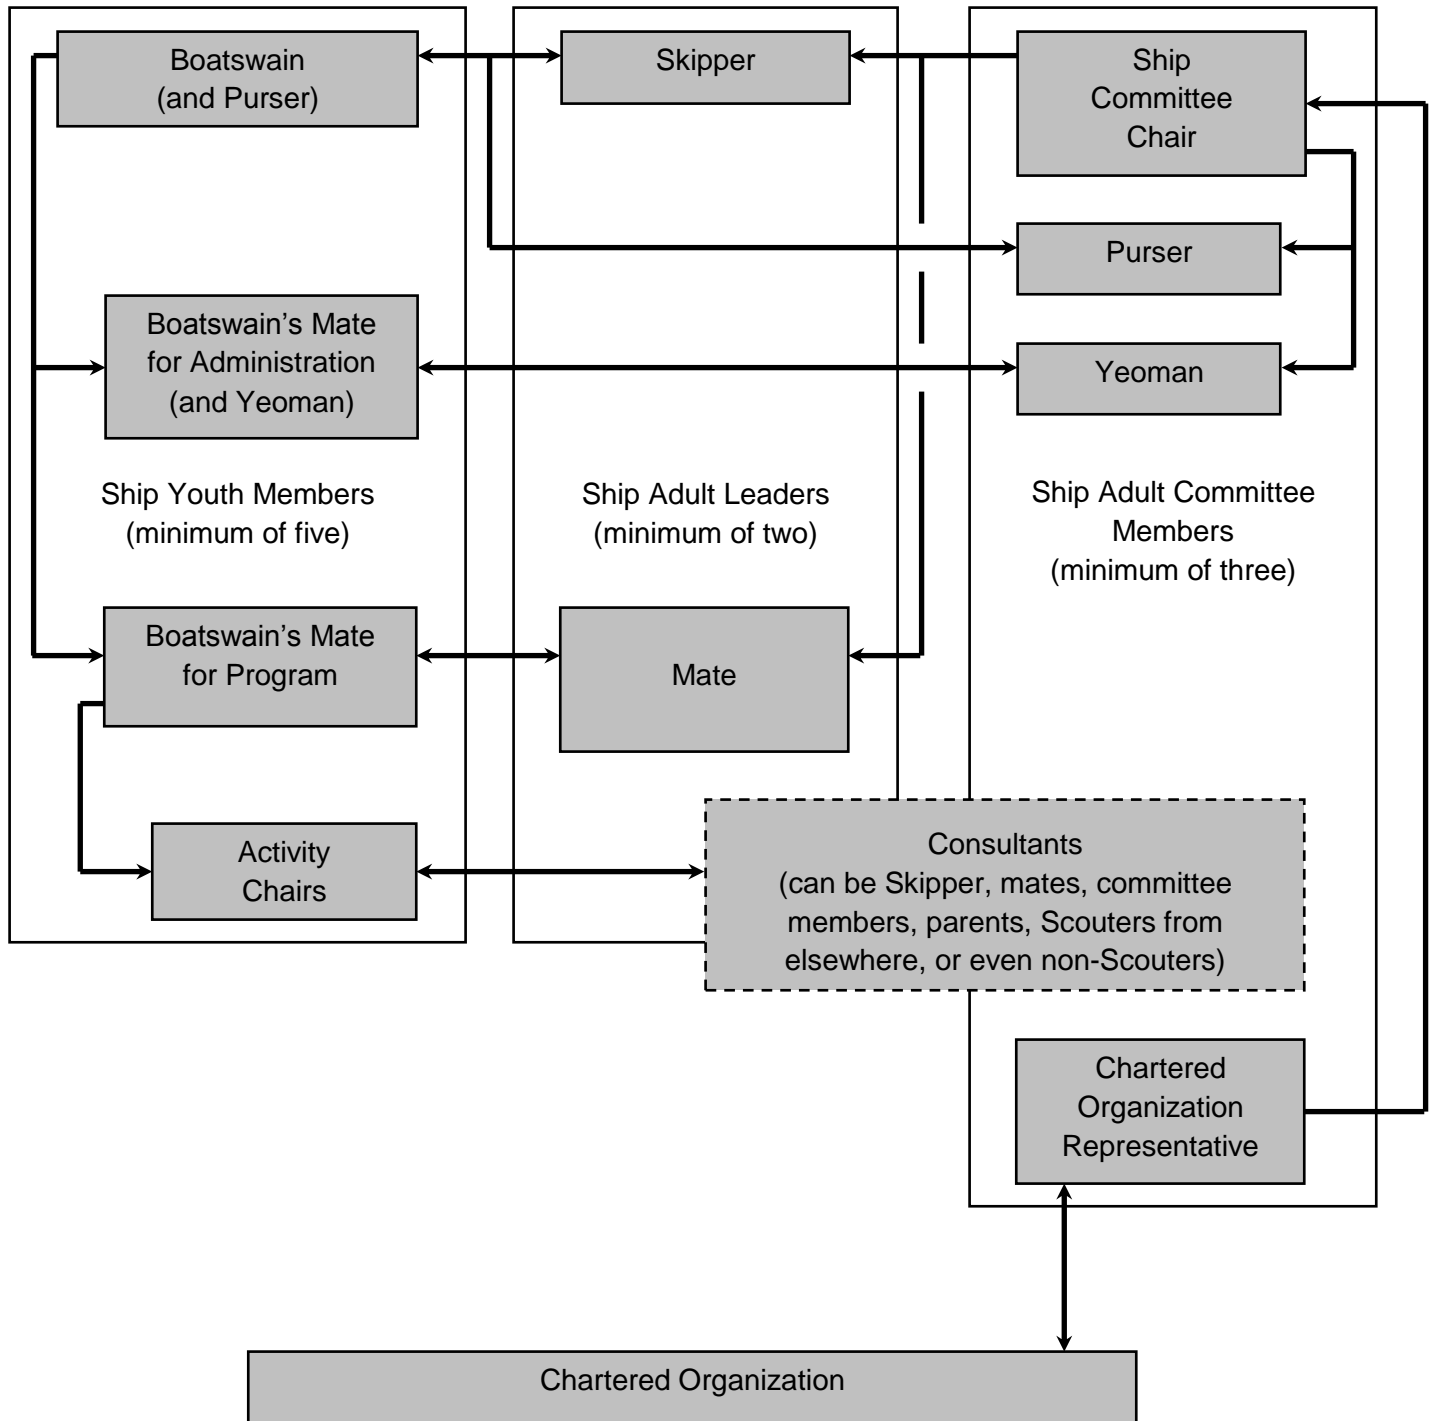 Boatswain
(and Purser)
Skipper
Ship
Committee
Chair
Purser
Boatswain’s Mate
for Administration
(and Yeoman)
Yeoman
Ship Youth Members
(minimum of five)
Ship Adult Leaders
(minimum of two)
Ship Adult Committee
Members
(minimum of three)
Boatswain’s Mate
for Program
Mate
Activity
Chairs
Consultants
(can be Skipper, mates, committee
members, parents, Scouters from
elsewhere, or even non-Scouters)
Chartered
Organization
Representative
Chartered Organization